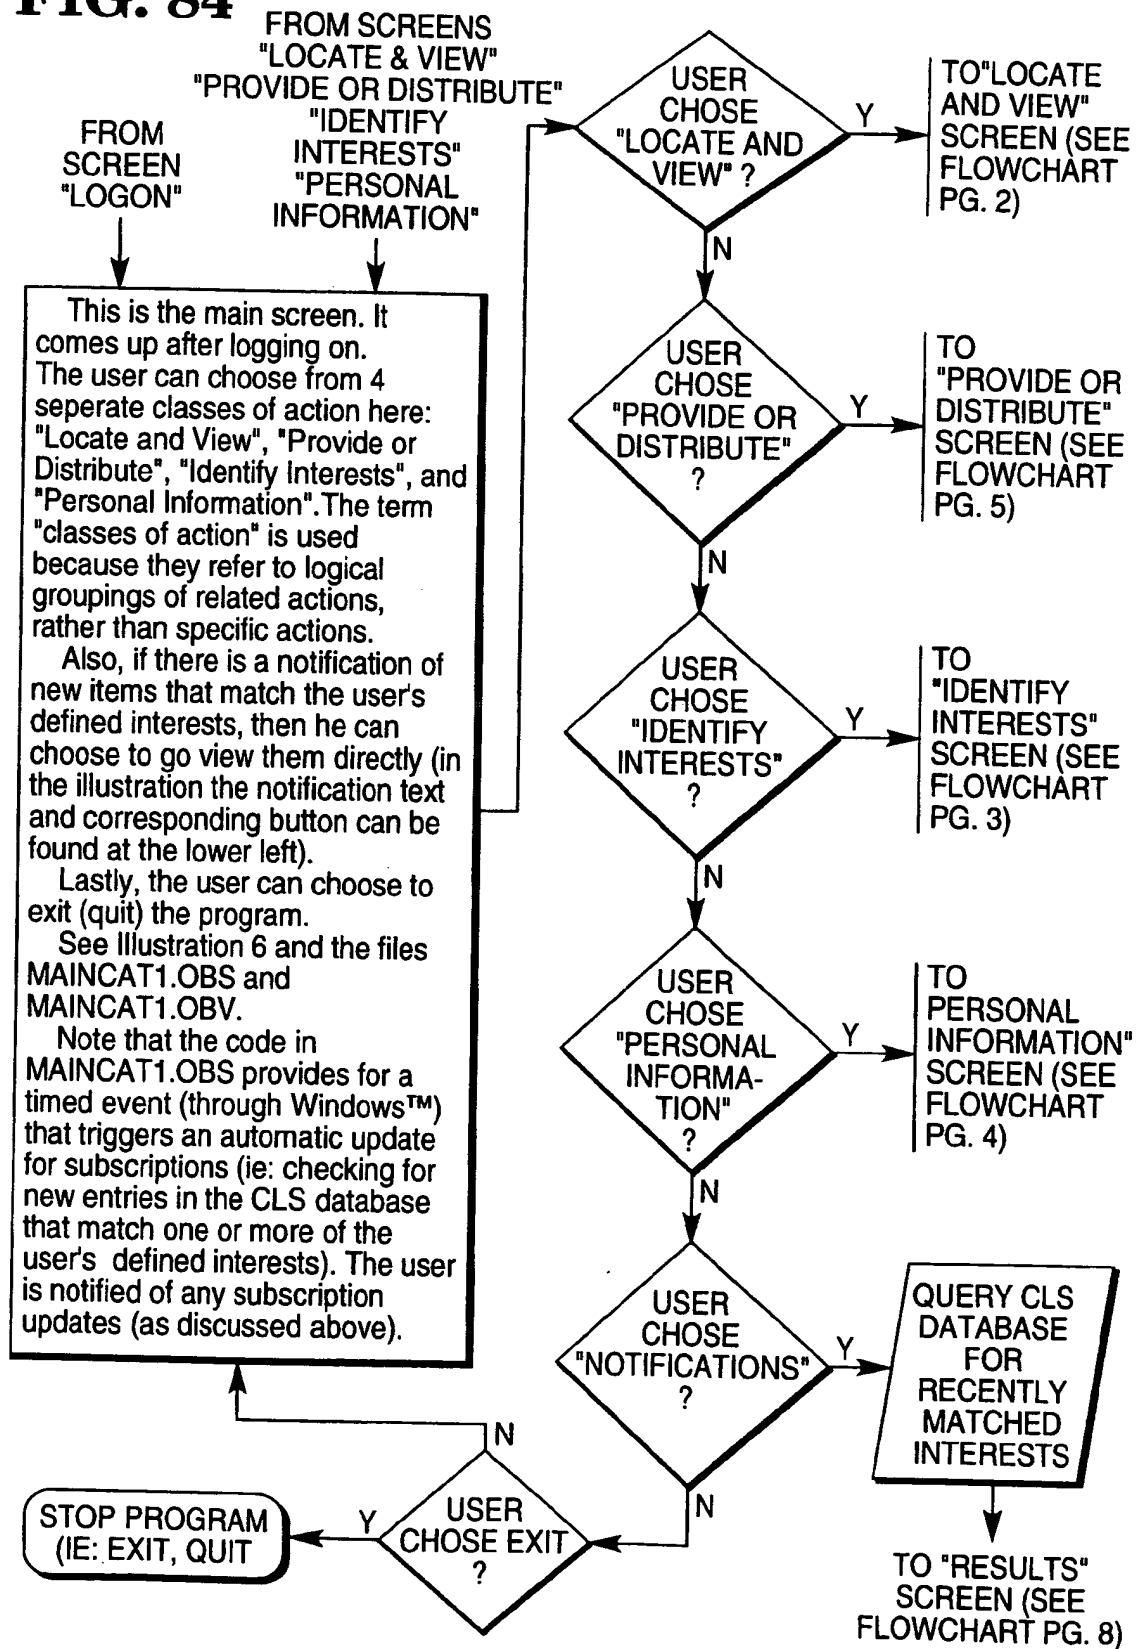 FIG. 84
FROM SCREENS
"LOCATE & VIEW"
"PROVIDE OR DISTRIBUTE"
"IDENTIFY
INTERESTS"
"PERSONAL
INFORMATION"
FROM
SCREEN
"LOGON"
This is the main screen. It
comes up after logging on.
The user can choose from 4
seperate classes of action here:
"Locate and View", "Provide or
Distribute", "Identify Interests", and
"Personal Information".The term
"classes of action" is used
because they refer to logical
groupings of related actions,
rather than specific actions.
Also, if there is a notification of
new items that match the user's
defined interests, then he can
choose to go view them directly (in
the illustration the notification text
and corresponding button can be
found at the lower left).
Lastly, the user can choose to
exit (quit) the program.
See Illustration 6 and the files
MAINCAT1.OBS and
MAINCAT1.OBV.
Note that the code in
MAINCAT1.OBS provides for a
timed event (through Windows™)
that triggers an automatic update
for subscriptions (ie: checking for
new entries in the CLS database
that match one or more of the
user's defined interests). The user
is notified of any subscription
updates (as discussed above).
USER
CHOSE
"LOCATE AND
VIEW" ?
Y
N
TO"LOCATE
AND VIEW"
SCREEN (SEE
FLOWCHART
PG. 2)
USER
CHOSE
"PROVIDE OR
DISTRIBUTE"
?
Y
N
TO
"PROVIDE OR
DISTRIBUTE"
SCREEN (SEE
FLOWCHART
PG. 5)
USER
CHOSE
"IDENTIFY
INTERESTS"
?
Y
N
TO
"IDENTIFY
INTERESTS"
SCREEN (SEE
FLOWCHART
PG. 3)
USER
CHOSE
"PERSONAL
INFORMA-
TION"
?
Y
N
TO
PERSONAL
INFORMATION"
SCREEN (SEE
FLOWCHART
PG. 4)
USER
CHOSE
"NOTIFICATIONS"
?
Y
N
QUERY CLS
DATABASE
FOR
RECENTLY
MATCHED
INTERESTS
TO "RESULTS"
SCREEN (SEE
FLOWCHART PG. 8)
USER
CHOSE EXIT
?
N
Y
STOP PROGRAM
(IE: EXIT, QUIT